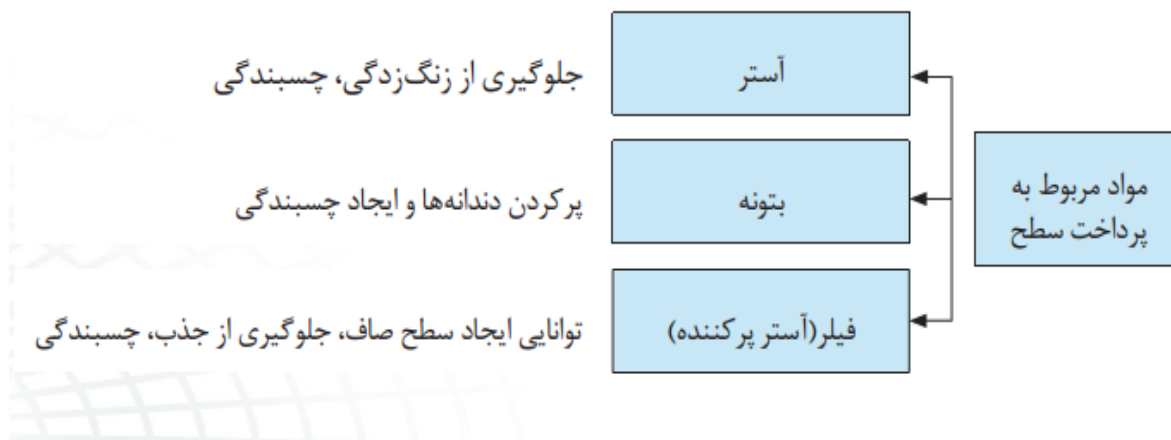 مواد مربوط به
پرداخت سطح
آستر
جلوگیری از زنگ‌زدگی، چسبندگی
بتونه
پرکردن دندانه‌ها و ایجاد چسبندگی
فیلر(آستر پرکننده)
توانایی ایجاد سطح صاف، جلوگیری از جذب، چسبندگی